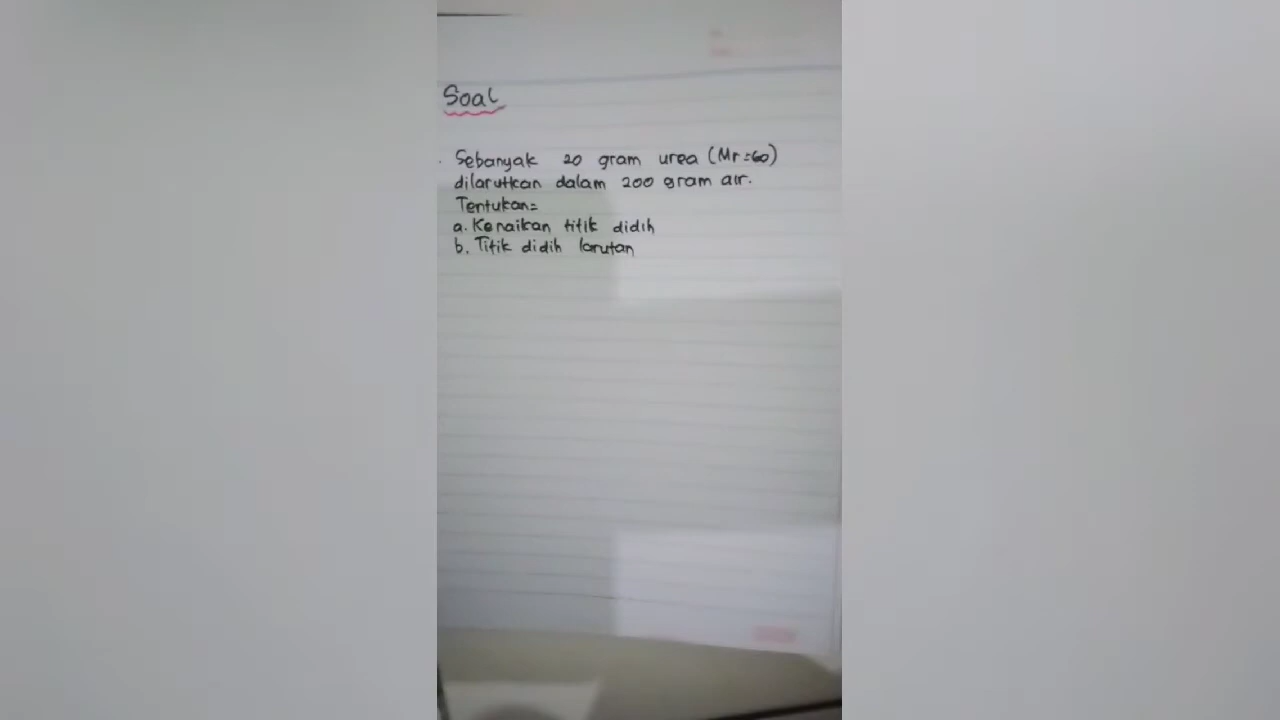 Soal
Sebanyak 20 gram urea (Mr=60)
dilarutkan dalam 200 gram air.
Tentukan=
a. Kenaikan titik didih
b. Titik didih larutan